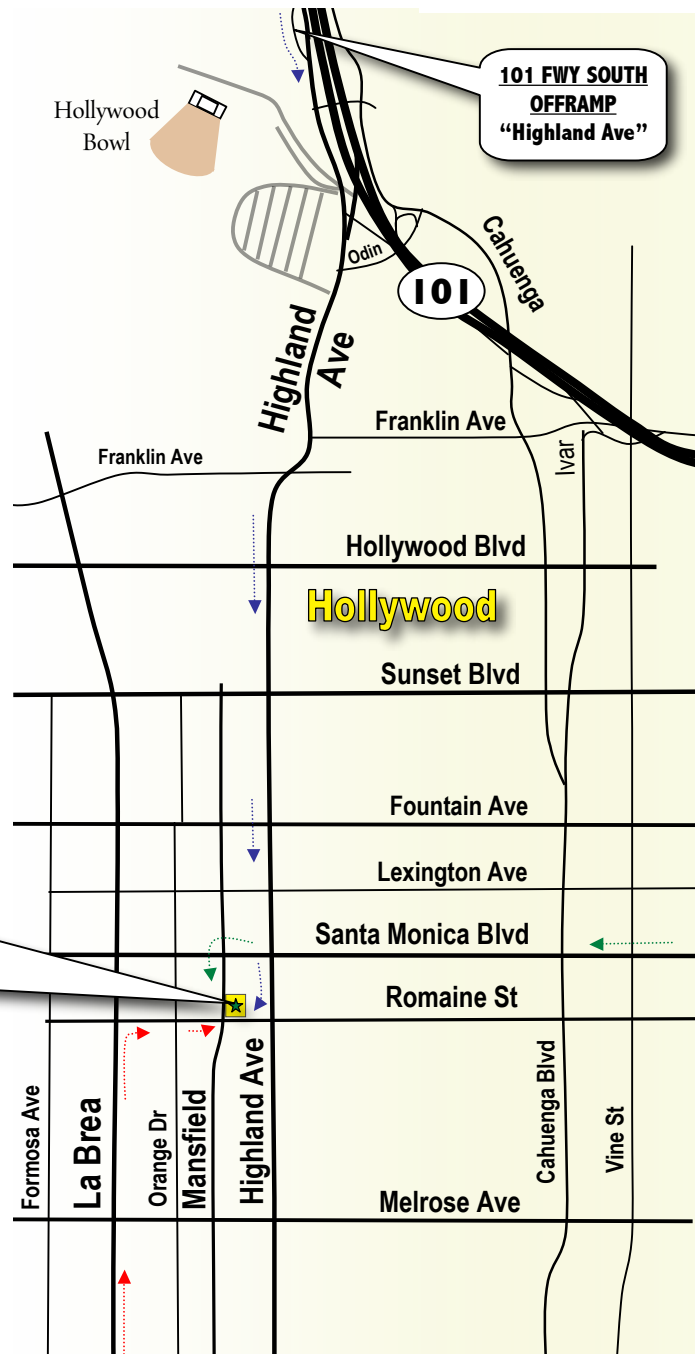 101 FWY SOUTH
OFFRAMP
“Highland Ave”
Hollywood
Bowl
Cahuenga
Odin
101
Highland
Ave
Franklin Ave
Franklin Ave
Ivar
Hollywood Blvd
Hollywood
Sunset Blvd
Fountain Ave
Lexington Ave
Santa Monica Blvd
Romaine St
Formosa Ave
La Brea
Orange Dr
Mansfield
Highland Ave
Cahuenga Blvd
Vine St
Melrose Ave